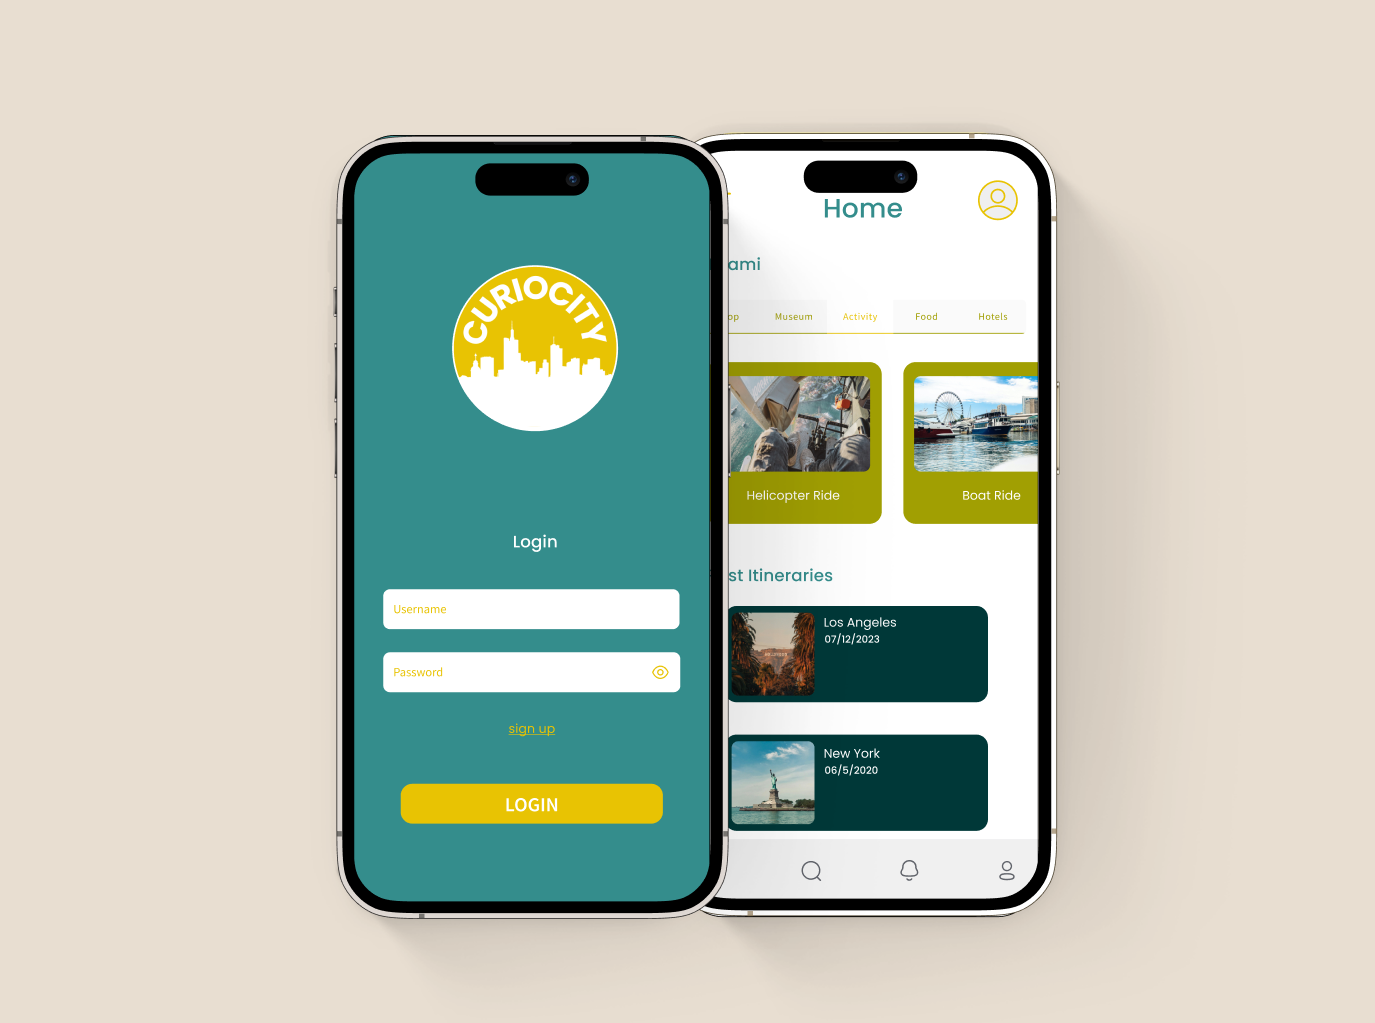 CURIOCITY
Login
Username
Password
sign up
LOGIN
Home
ami
op Museum Activity Food Hotels
Helicopter Ride Boat Ride
st Itineraries
Los Angeles
07/12/2023
New York
06/5/2020